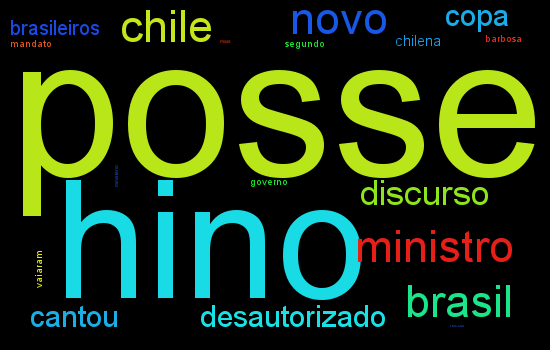 brasileiros
chile
novo
copa
mandato
segundo
chilena
barbosa
posse
governo
hino
discurso
vaiaram
ministro
brasil
cantou
desautorizado